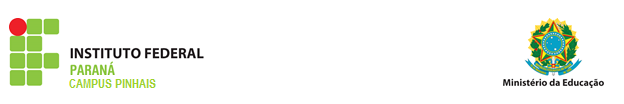 INSTITUTO FEDERAL
PARANÁ
CAMPUS PINHAIS
Ministério da Educação